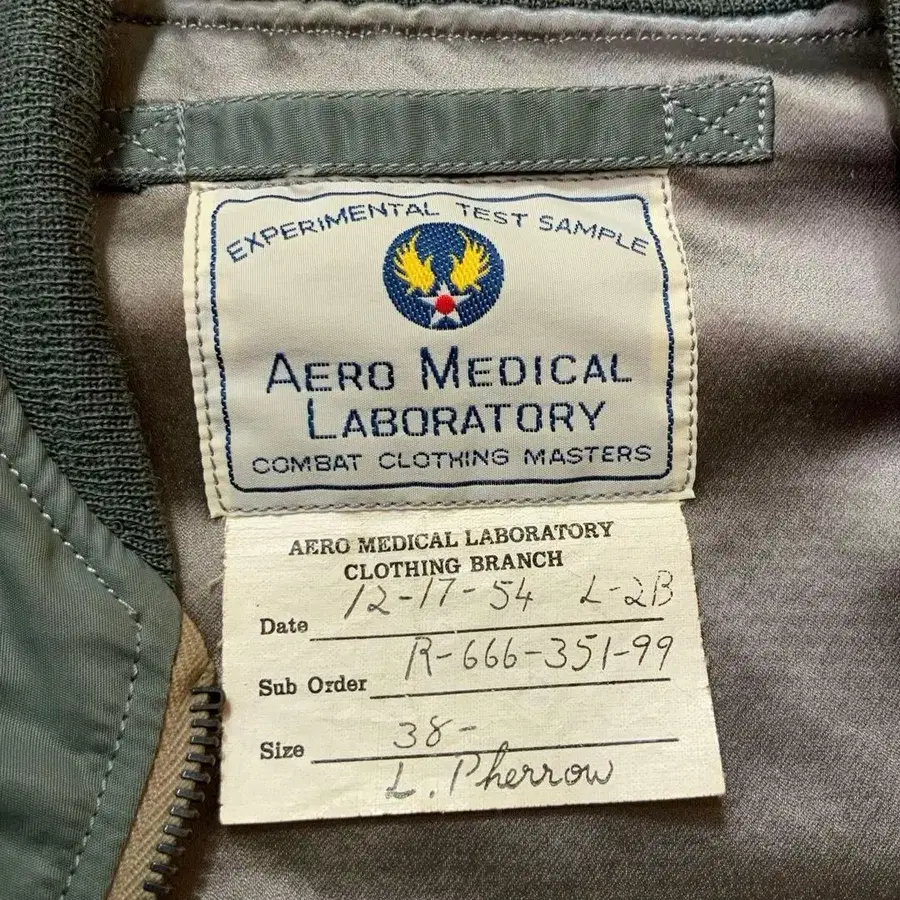 EXPERIMENTAL TEST SAMPLE
AERO MEDICAL
LABORATORY
COMBAT CLOTHING MASTERS
AERO MEDICAL LABORATORY
CLOTHING BRANCH
Date 12-17-54 L-2B
Sub Order R-666-351-99
Size 38-
L. Pherrow